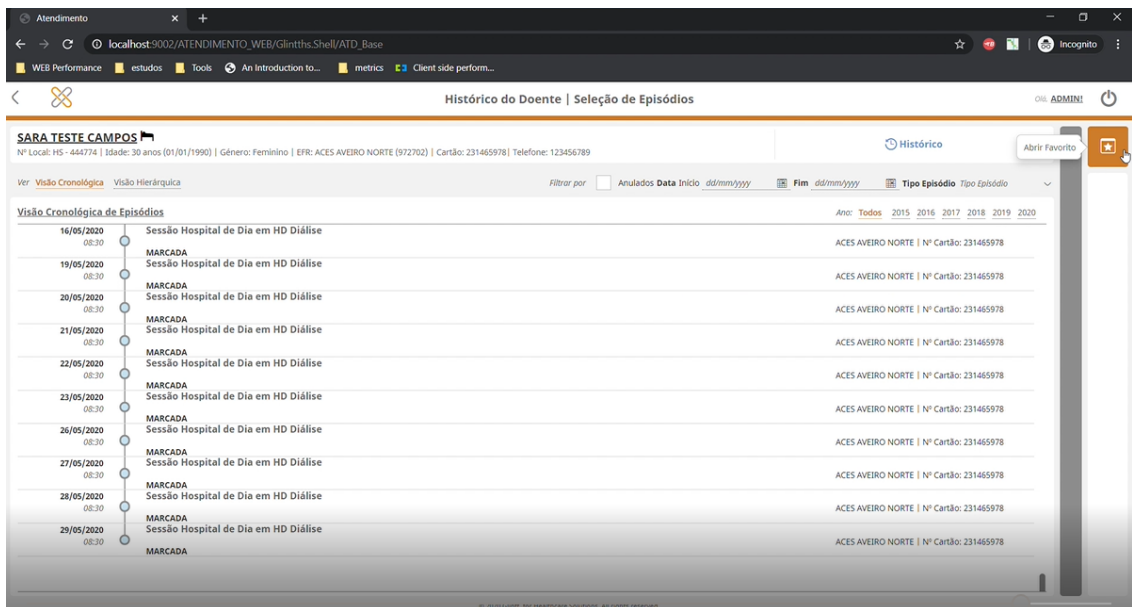 Atendimento
localhost:9002/ATENDIMENTO_WEB/Glintths.Shell/ATD_Base
Incognito
WEB Performance estudos Tools An Introduction to... metrics Client side perform...
Histórico do Doente | Seleção de Episódios
Olá, ADMIN!
SARA TESTE CAMPOS
Nº Local: HS - 444774 | Idade: 30 anos (01/01/1990) | Género: Feminino | EFR: ACES AVEIRO NORTE (972702) | Cartão: 231465978| Telefone: 123456789
Histórico
Abrir Favorito
Ver Visão Cronológica Visão Hierárquica
Filtrar por Anulados Data Início dd/mm/yyyy Fim dd/mm/yyyy Tipo Episódio Tipo Episódio
Visão Cronológica de Episódios
Ano: Todos 2015 2016 2017 2018 2019 2020
16/05/2020 Sessão Hospital de Dia em HD Diálise
08:30 ACES AVEIRO NORTE | Nº Cartão: 231465978
MARCADA
19/05/2020 Sessão Hospital de Dia em HD Diálise
08:30 ACES AVEIRO NORTE | Nº Cartão: 231465978
MARCADA
20/05/2020 Sessão Hospital de Dia em HD Diálise
08:30 ACES AVEIRO NORTE | Nº Cartão: 231465978
MARCADA
21/05/2020 Sessão Hospital de Dia em HD Diálise
08:30 ACES AVEIRO NORTE | Nº Cartão: 231465978
MARCADA
22/05/2020 Sessão Hospital de Dia em HD Diálise
08:30 ACES AVEIRO NORTE | Nº Cartão: 231465978
MARCADA
23/05/2020 Sessão Hospital de Dia em HD Diálise
08:30 ACES AVEIRO NORTE | Nº Cartão: 231465978
MARCADA
26/05/2020 Sessão Hospital de Dia em HD Diálise
08:30 ACES AVEIRO NORTE | Nº Cartão: 231465978
MARCADA
27/05/2020 Sessão Hospital de Dia em HD Diálise
08:30 ACES AVEIRO NORTE | Nº Cartão: 231465978
MARCADA
28/05/2020 Sessão Hospital de Dia em HD Diálise
08:30 ACES AVEIRO NORTE | Nº Cartão: 231465978
MARCADA
29/05/2020 Sessão Hospital de Dia em HD Diálise
08:30 ACES AVEIRO NORTE | Nº Cartão: 231465978
MARCADA